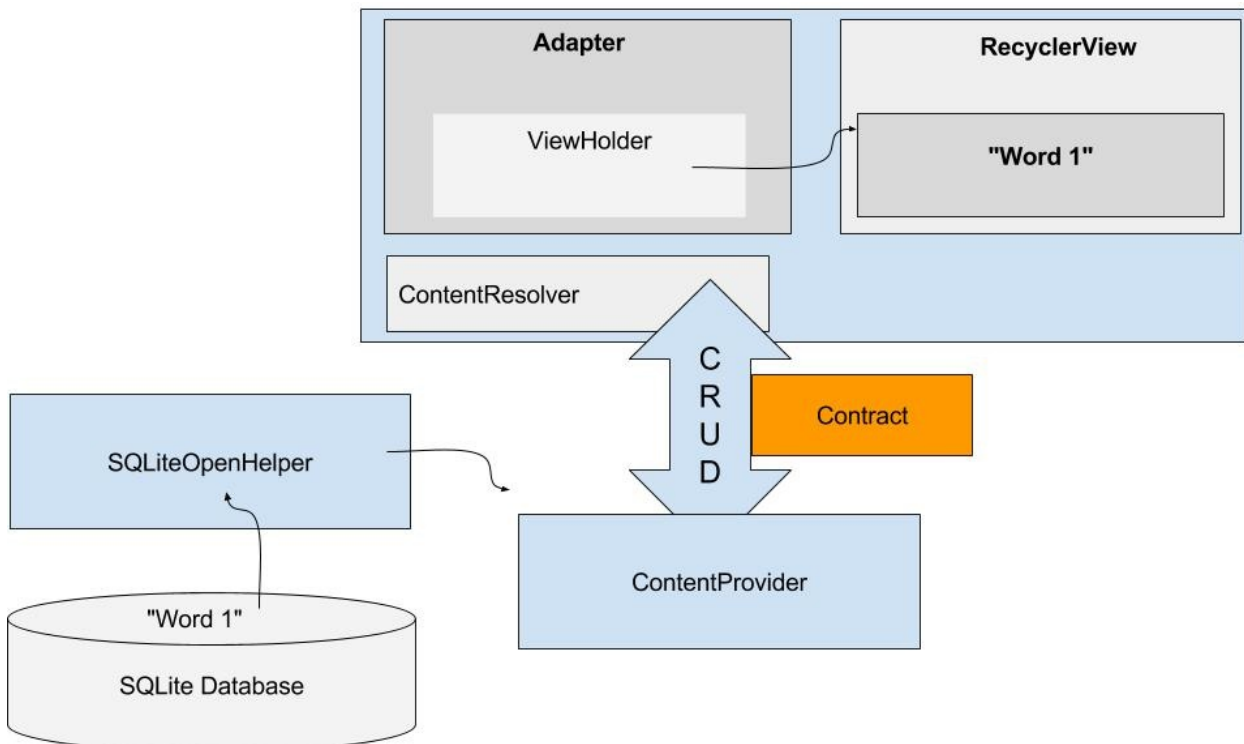 Adapter
RecyclerView
ViewHolder
"Word 1"
ContentResolver
C
R
U
D
Contract
SQLiteOpenHelper
ContentProvider
"Word 1"
SQLite Database